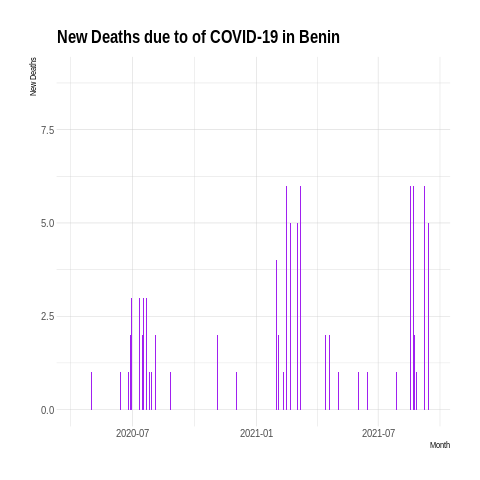 New Deaths due to of COVID-19 in Benin
New Deaths
7.5
5.0
2.5
0.0
2020-07 2021-01 2021-07
Month